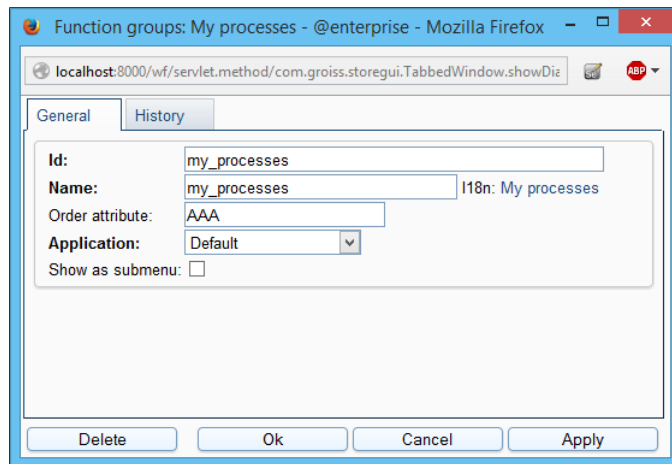 Function groups: My processes - @enterprise - Mozilla Firefox
localhost:8000/wf/servlet.method/com.groiss.storegui.TabbedWindow.showDia
ABP
General History
Id: my_processes
Name: my_processes I18n: My processes
Order attribute: AAA
Application: Default
Show as submenu:
Delete Ok Cancel Apply